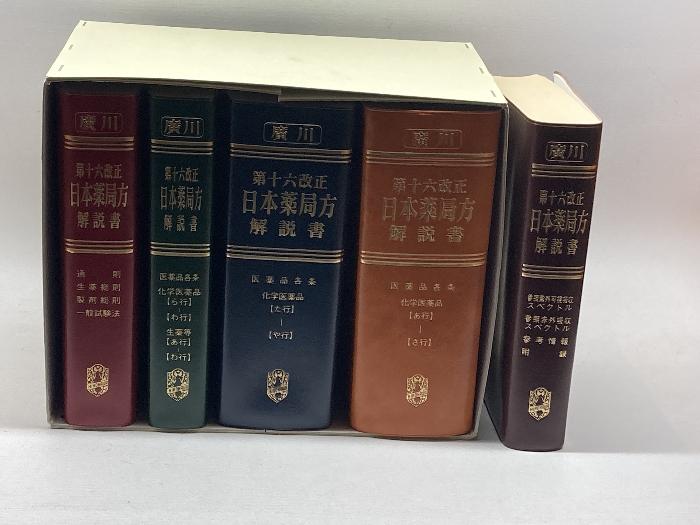 廣川
第十六改正
日本薬局方
解説書
通則
生薬総則
製剤総則
一般試験法
廣川
第十六改正
日本薬局方
解説書
医薬品各条
化学医薬品
【ら行】
【わ行】
生薬等
【あ行】
【わ行】
廣川
第十六改正
日本薬局方
解説書
医薬品各条
化学医薬品
【た行】
【や行】
廣川
第十六改正
日本薬局方
解説書
医薬品各条
化学医薬品
【あ行】
【さ行】
廣川
第十六改正
日本薬局方
解説書
参照紫外可視吸収
スペクトル
参照赤外吸収
スペクトル
参考情報
附録